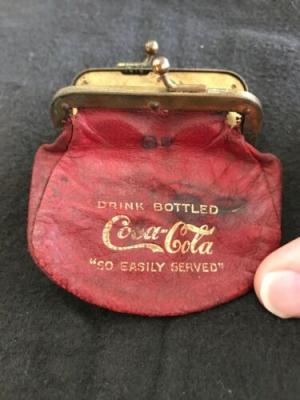 DRINK BOTTLED
Coca-Cola
"SO EASILY SERVED"